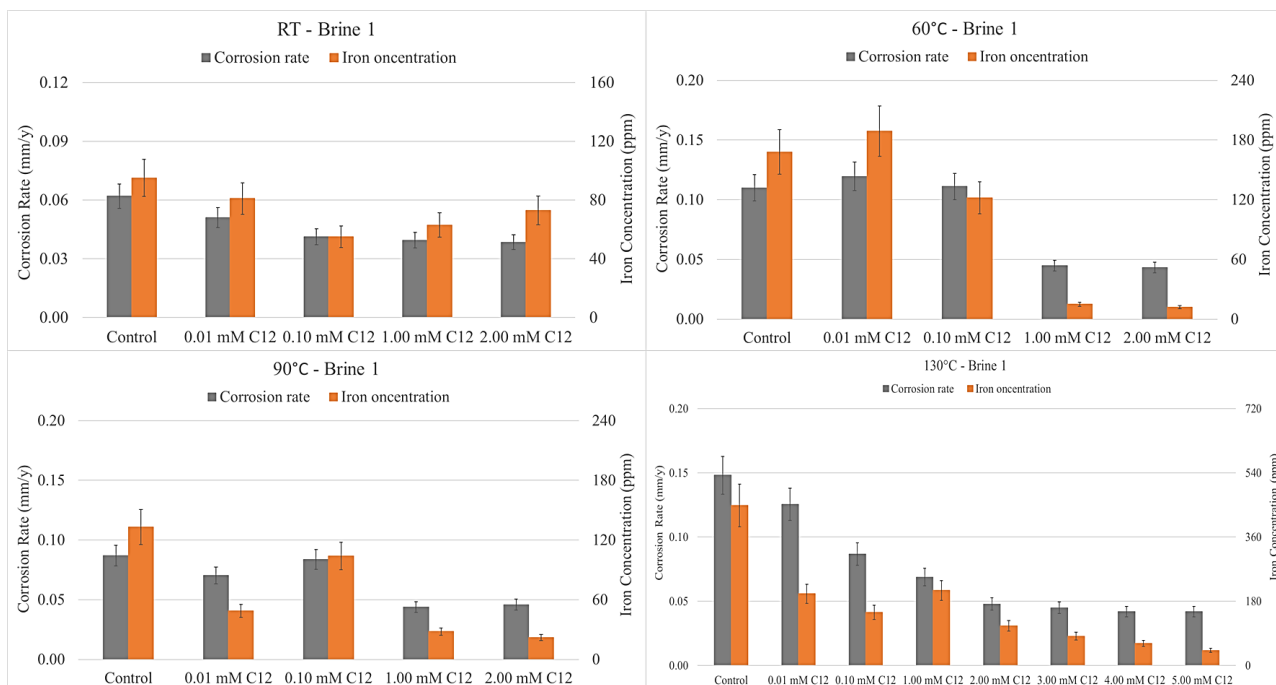 RT - Brine 1
Corrosion rate Iron oncentration
0.12 160
0.09 120
0.06 80
0.03 40
0.00 0
Corrosion Rate (mm/y)
Iron Concentration (ppm)
Control 0.01 mM C12 0.10 mM C12 1.00 mM C12 2.00 mM C12
60°C - Brine 1
Corrosion rate Iron oncentration
0.20 240
0.15 180
0.10 120
0.05 60
0.00 0
Corrosion Rate (mm/y)
Iron Concentration (ppm)
Control 0.01 mM C12 0.10 mM C12 1.00 mM C12 2.00 mM C12
90°C - Brine 1
Corrosion rate Iron oncentration
0.20 240
0.15 180
0.10 120
0.05 60
0.00 0
Corrosion Rate (mm/y)
Iron Concentration (ppm)
Control 0.01 mM C12 0.10 mM C12 1.00 mM C12 2.00 mM C12
130°C - Brine 1
Corrosion rate Iron oncentration
0.20 720
0.15 540
0.10 360
0.05 180
0.00 0
Corrosion Rate (mm/y)
Iron Concentration (ppm)
Control 0.01 mM C12 0.10 mM C12 1.00 mM C12 2.00 mM C12 3.00 mM C12 4.00 mM C12 5.00 mM C12